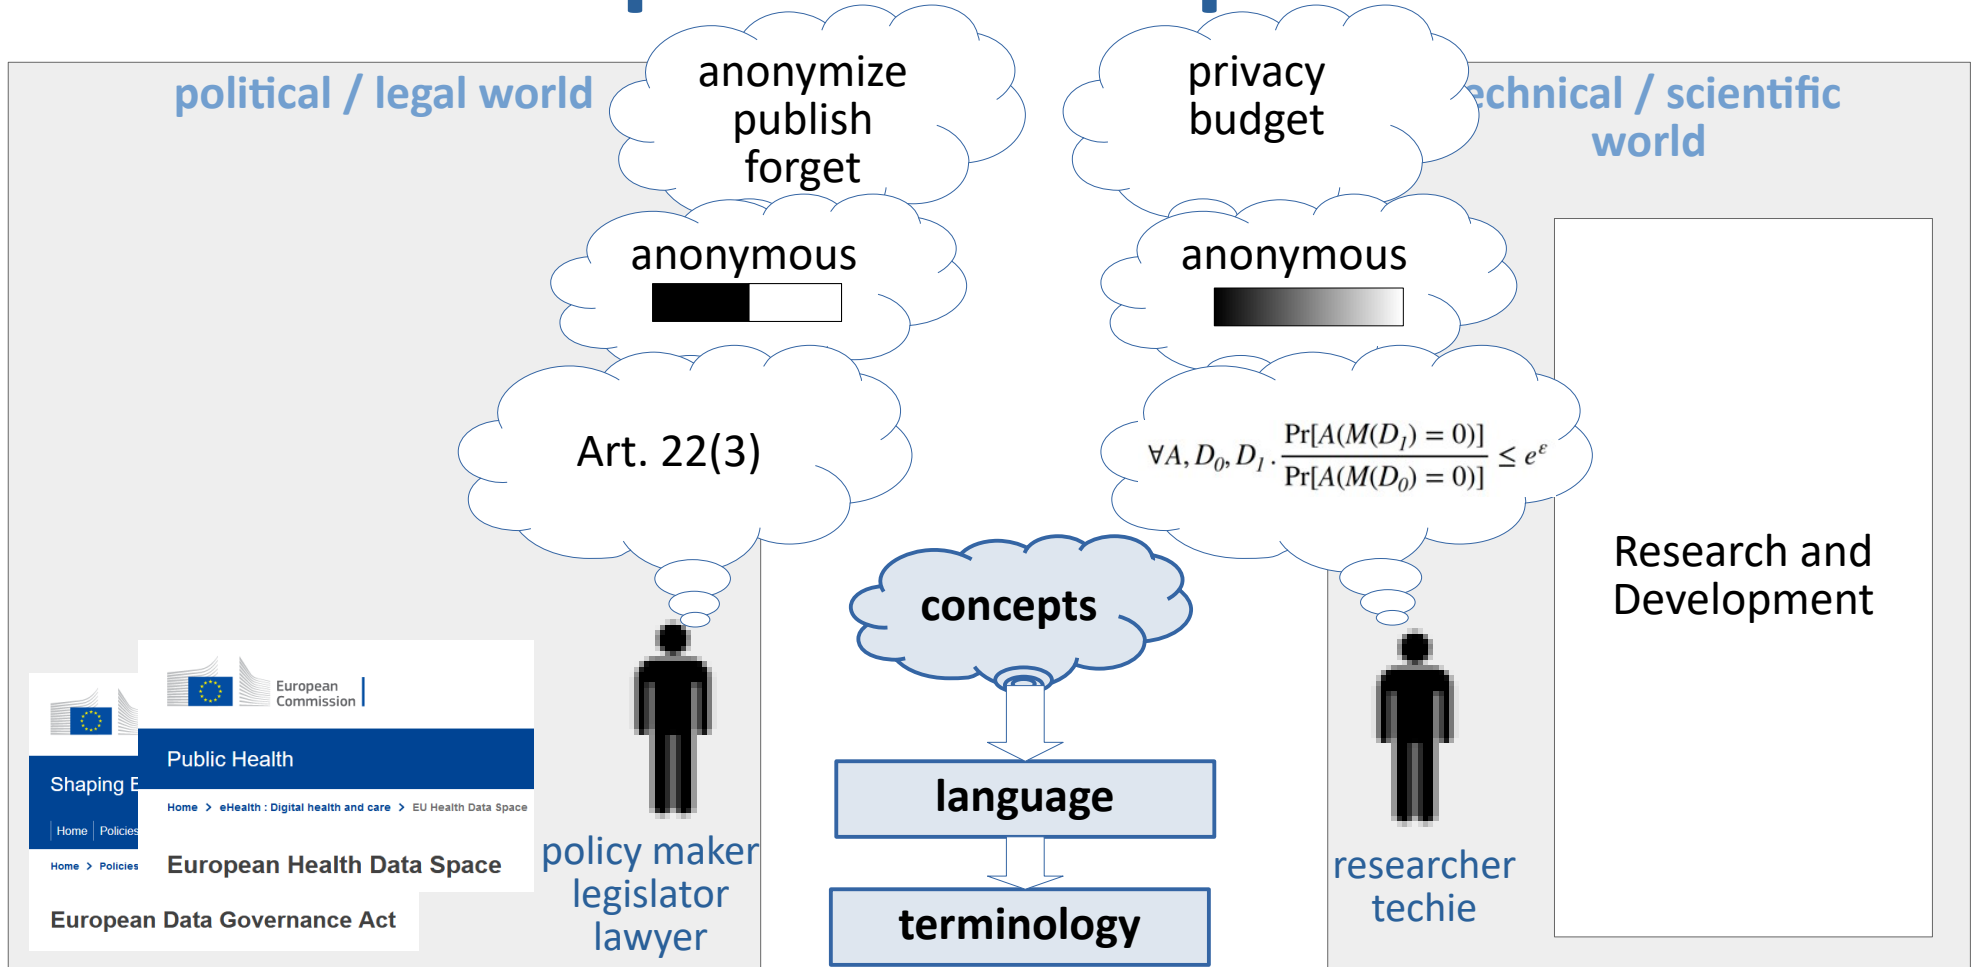 political / legal world
anonymize
publish
forget
privacy
budget
echnical / scientific
world
anonymous
anonymous
Art. 22(3)
∀A, D₀, D₁. Pr[A(M(D₁) = 0)] / Pr[A(M(D₀) = 0)] ≤ e^ε
concepts
language
terminology
Research and
Development
European
Commission
Public Health
Home > eHealth : Digital health and care > EU Health Data Space
European Health Data Space
Shaping E
Home | Policies
Home > Policies
European Data Governance Act
policy maker
legislator
lawyer
researcher
techie